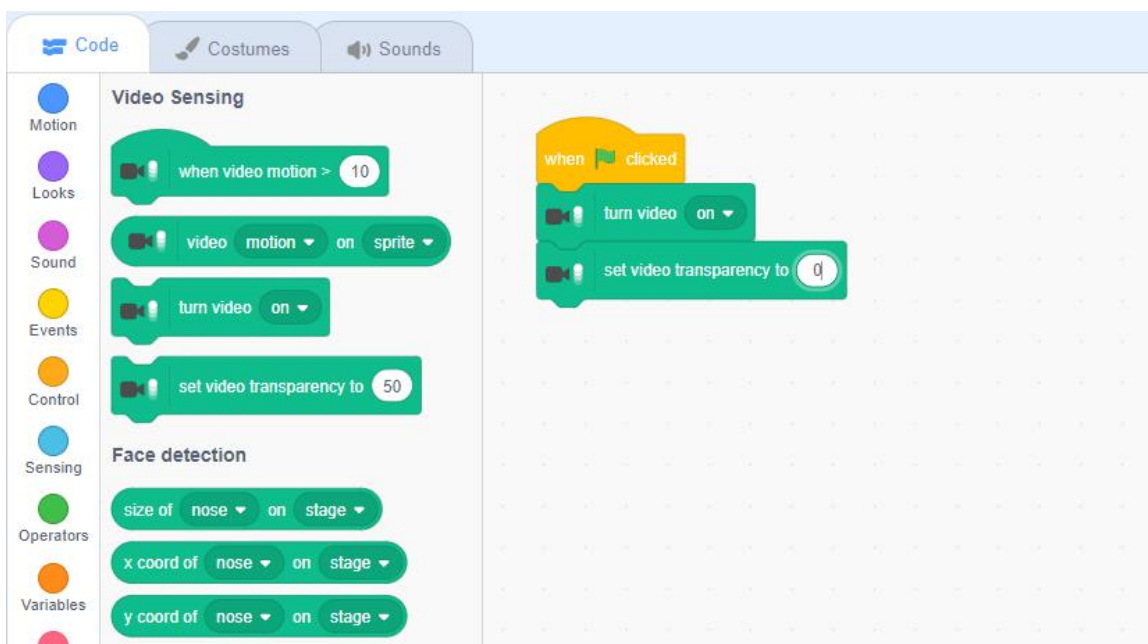 Code
Costumes
Sounds
Motion
Looks
Sound
Events
Control
Sensing
Operators
Variables
Video Sensing
when video motion > 10
video motion on sprite
turn video on
set video transparency to 50
Face detection
size of nose on stage
x coord of nose on stage
y coord of nose on stage
when clicked
turn video on
set video transparency to 0